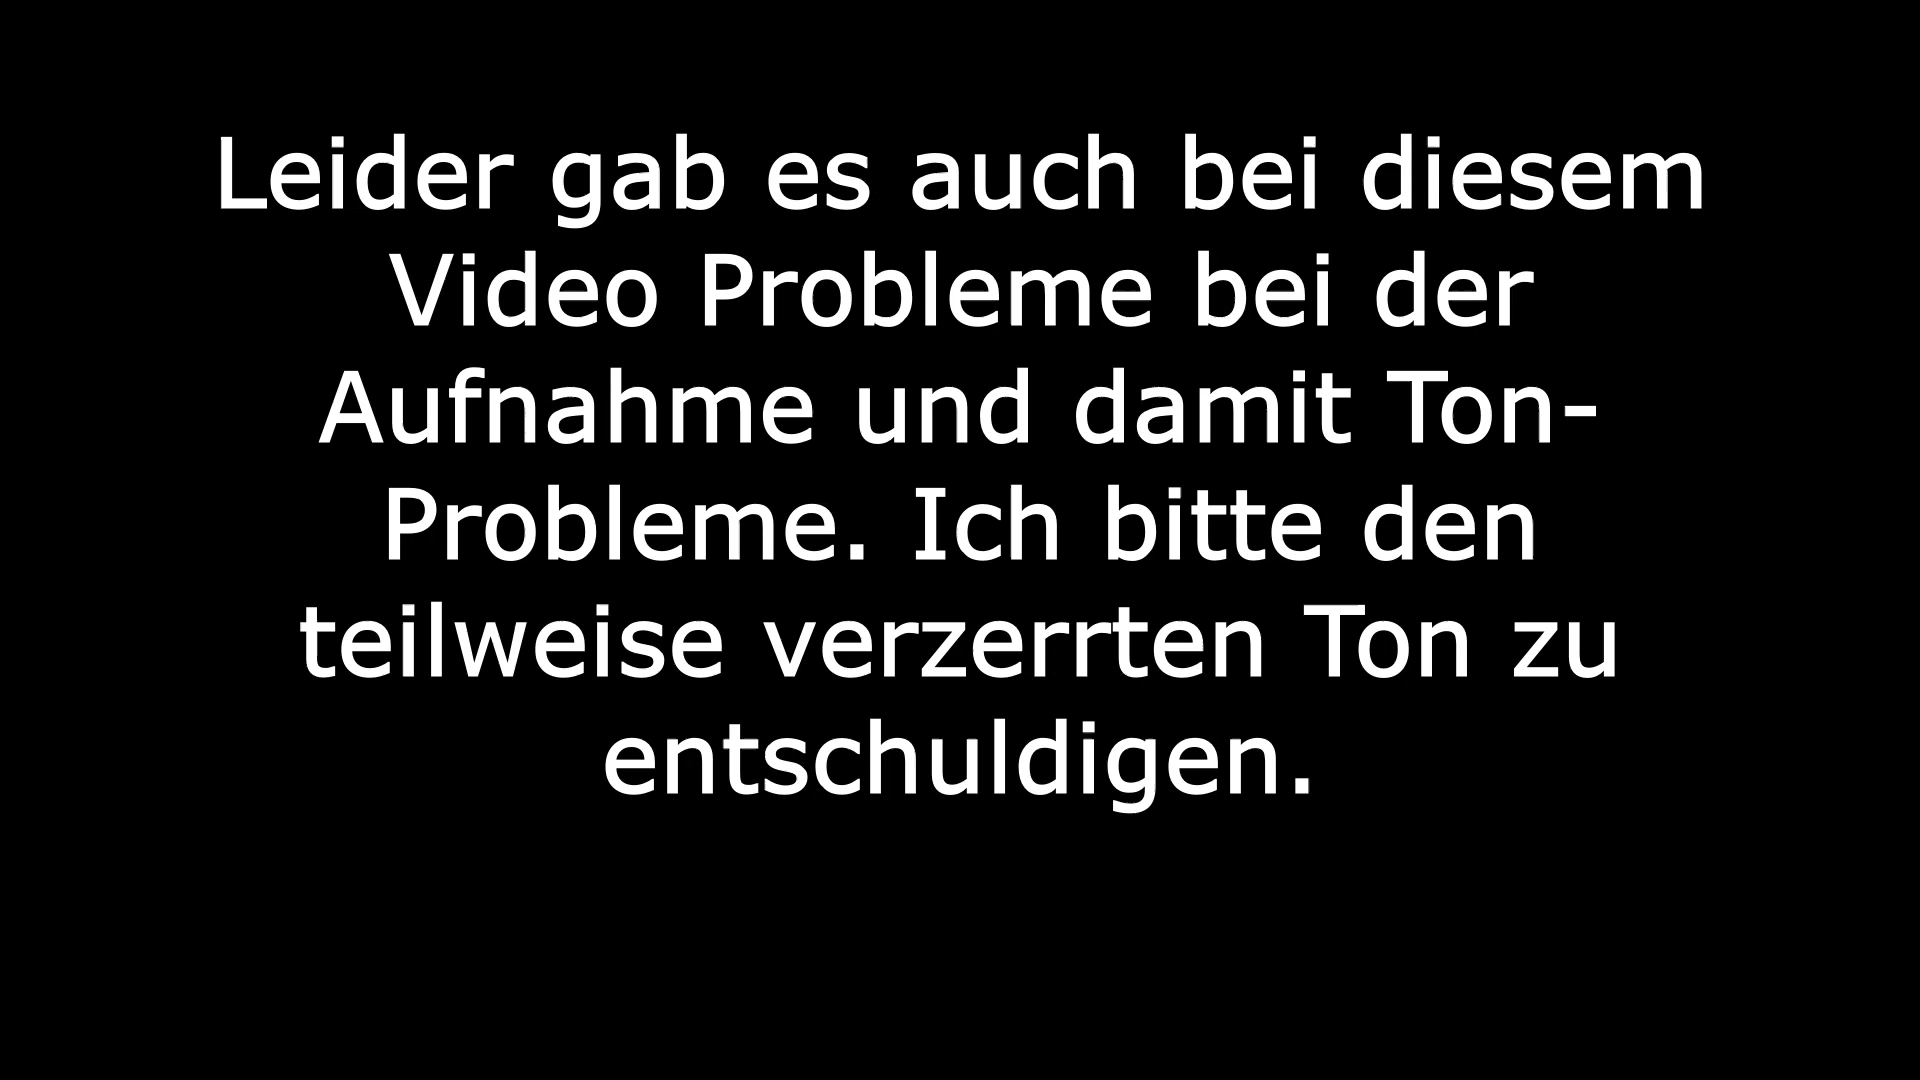 Leider gab es auch bei diesem
Video Probleme bei der
Aufnahme und damit Ton-
Probleme. Ich bitte den
teilweise verzerrten Ton zu
entschuldigen.